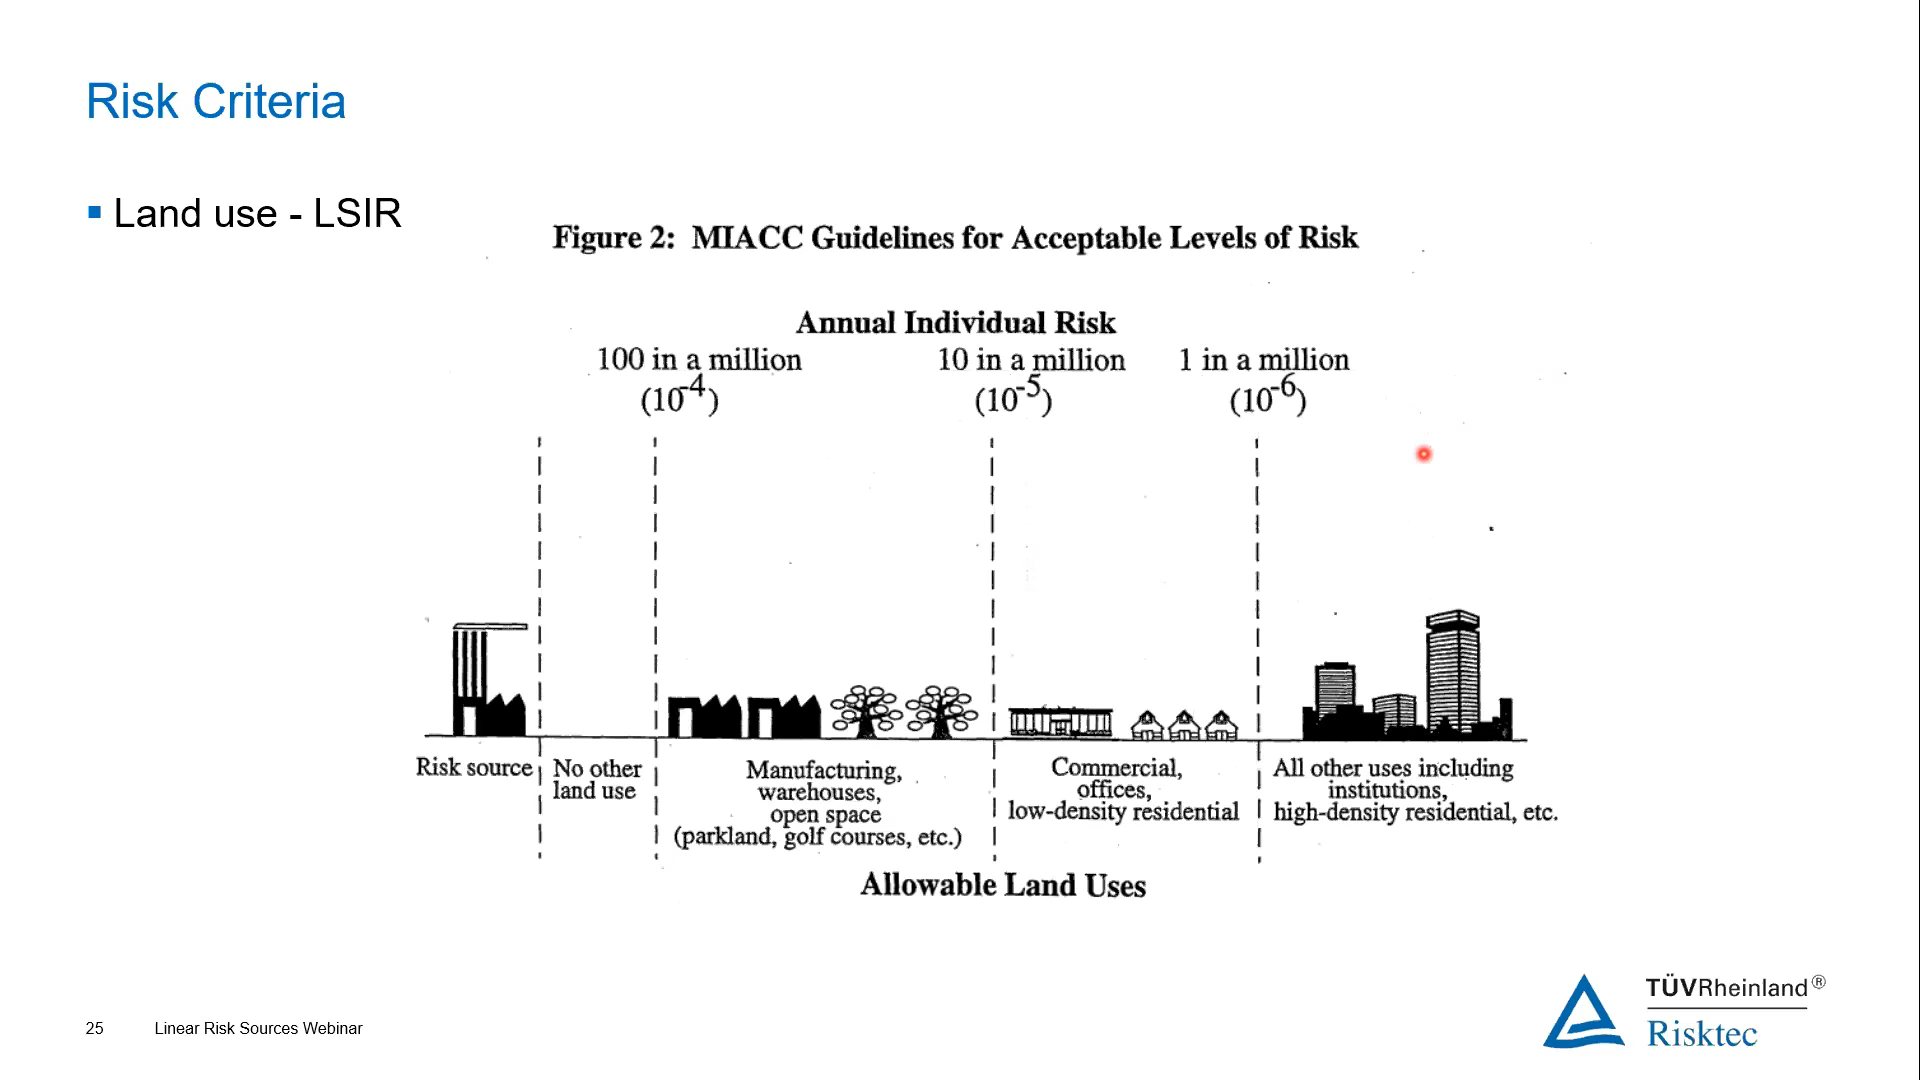 Risk Criteria
▪ Land use - LSIR
Figure 2: MIACC Guidelines for Acceptable Levels of Risk
Annual Individual Risk
100 in a million
(10⁻⁴)
10 in a million
(10⁻⁵)
1 in a million
(10⁻⁶)
Risk source
No other
land use
Manufacturing,
warehouses,
open space
(parkland, golf courses, etc.)
Commercial,
offices,
low-density residential
All other uses including
institutions,
high-density residential, etc.
Allowable Land Uses
25 Linear Risk Sources Webinar
TÜVRheinland®
Risktec